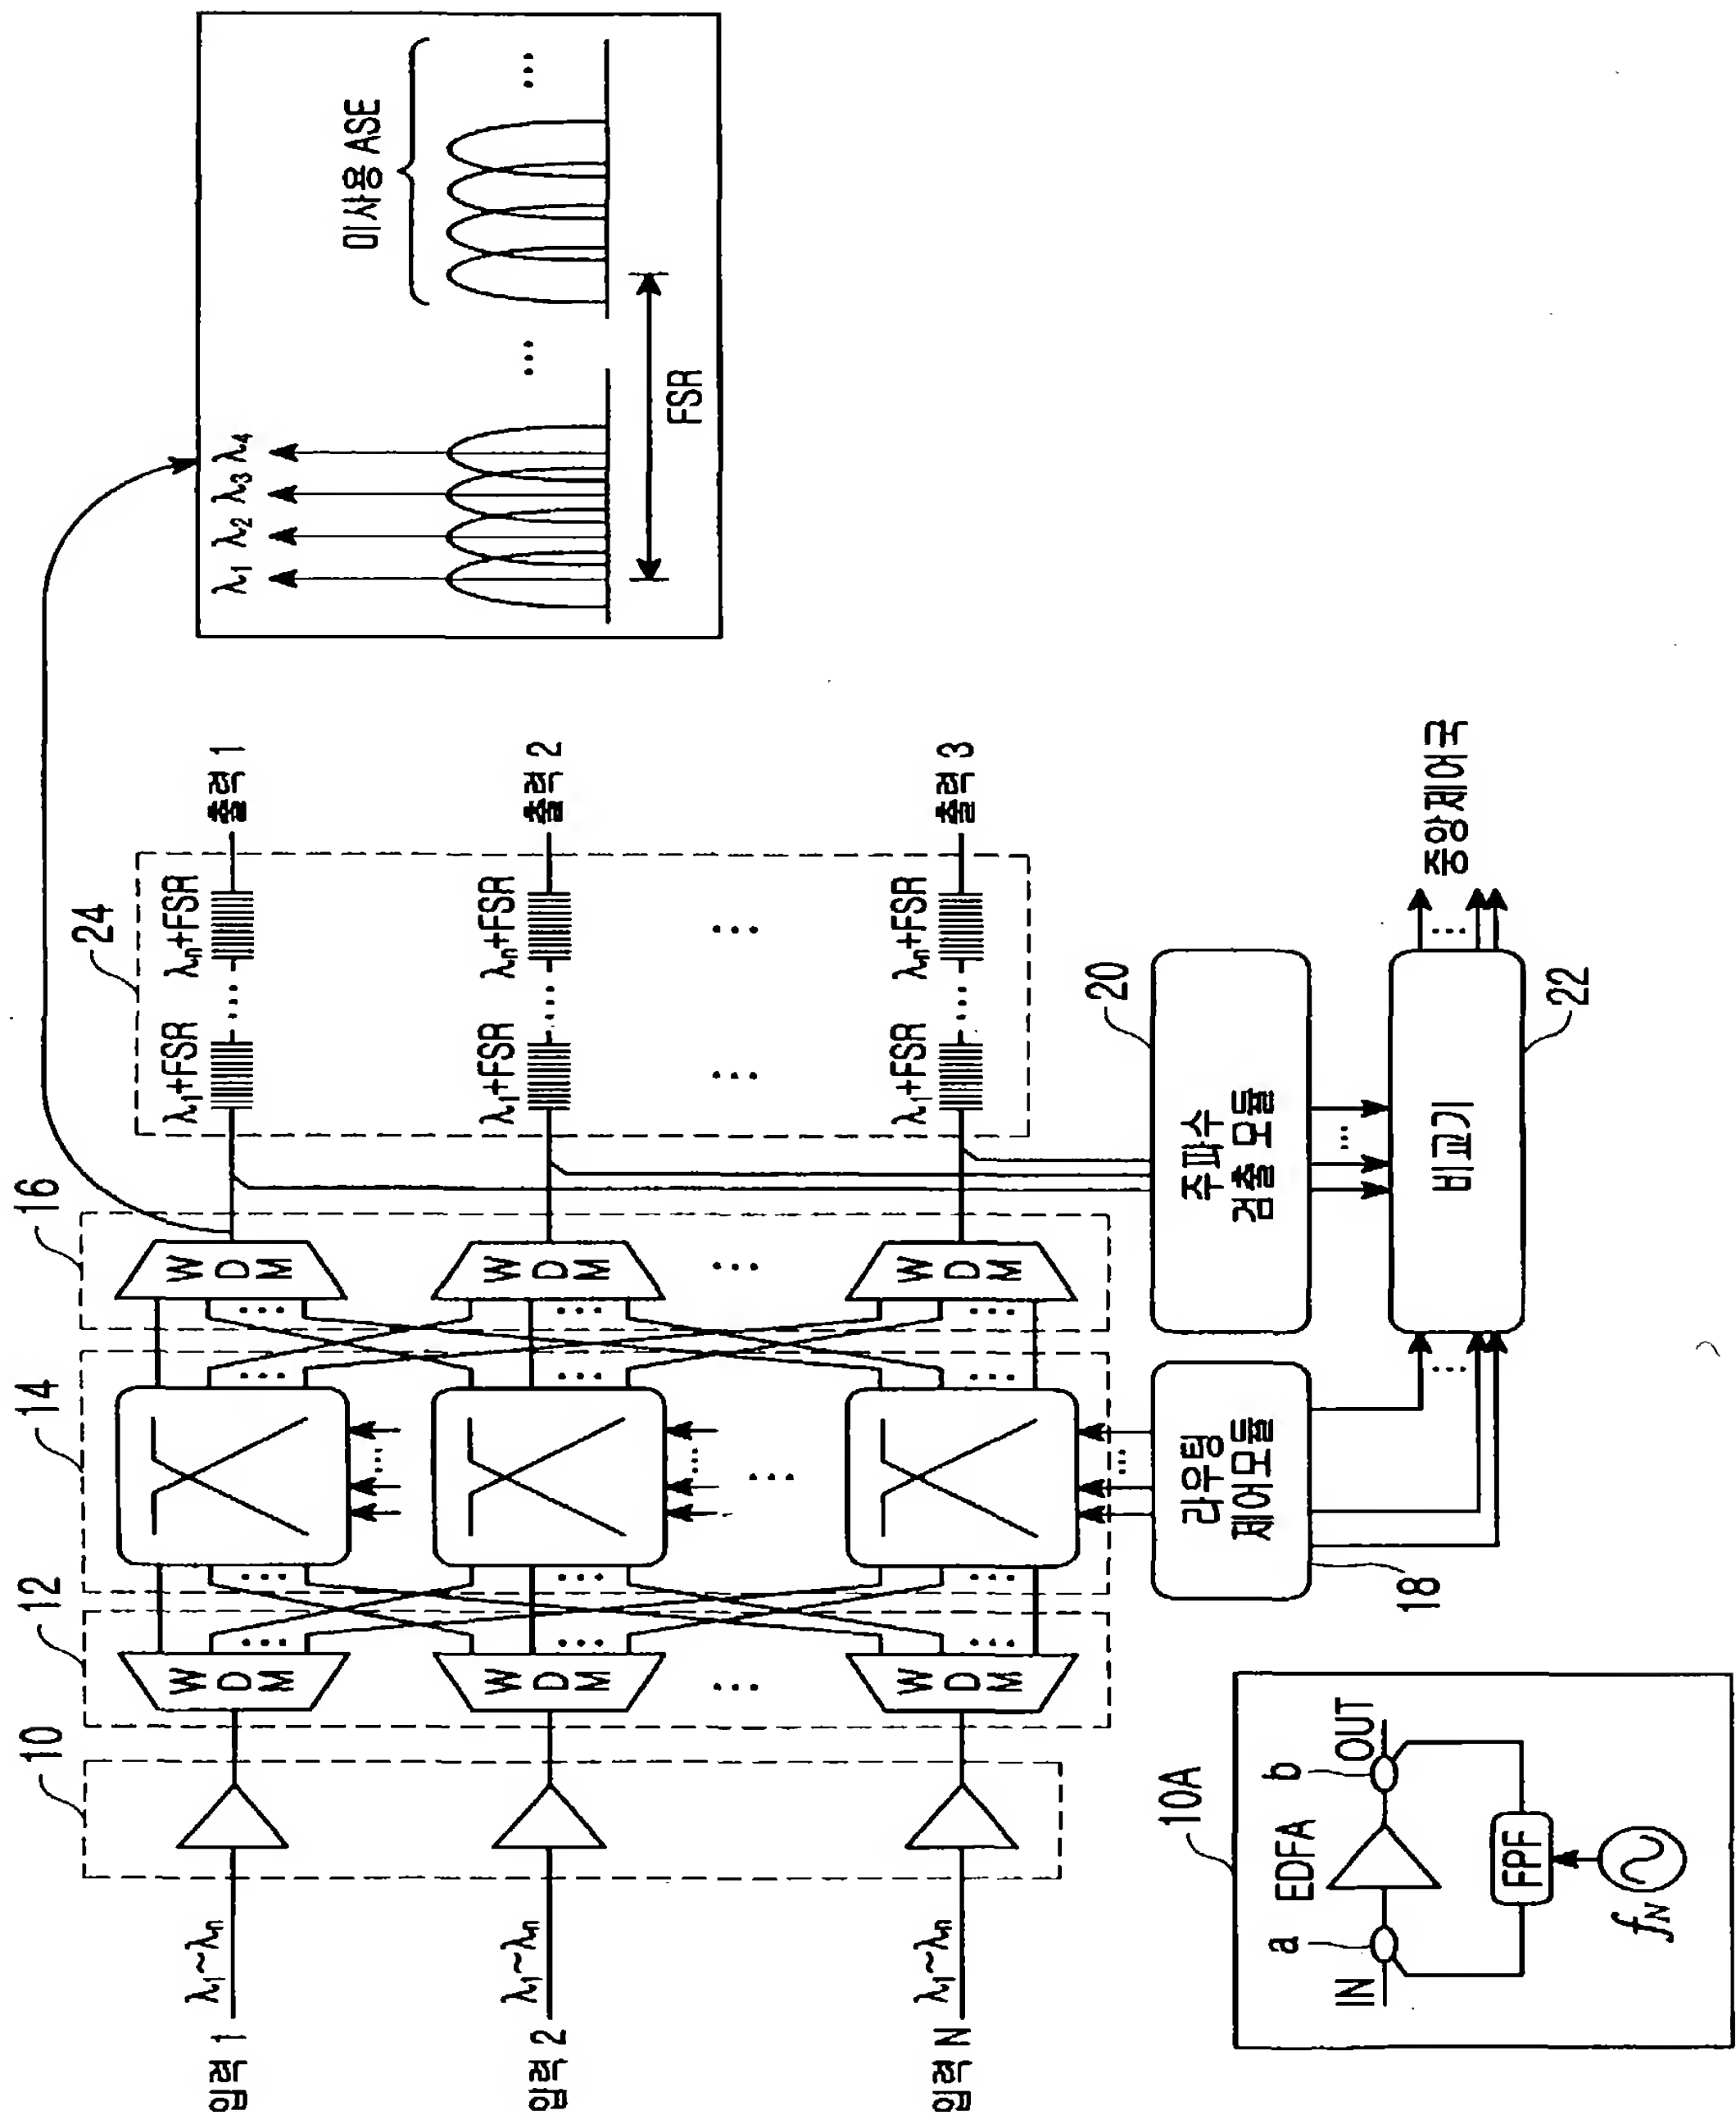 입력 1
λ₁~λₙ
입력 2
λ₁~λₙ
입력 N
λ₁~λₙ
10
12
14
16
24
W D M
W D M
W D M
W D M
W D M
W D M
λ₁+FSR
λₙ+FSR
출력 1
λ₁+FSR
λₙ+FSR
출력 2
λ₁+FSR
λₙ+FSR
출력 3
λ₁ λ₂ λ₃ λ₄
미사용 ASE
FSR
라우팅
제어모듈
18
주파수
검출 모듈
20
비교기
22
중앙제어국
10A
EDFA
a
b
IN
OUT
FPF
fN